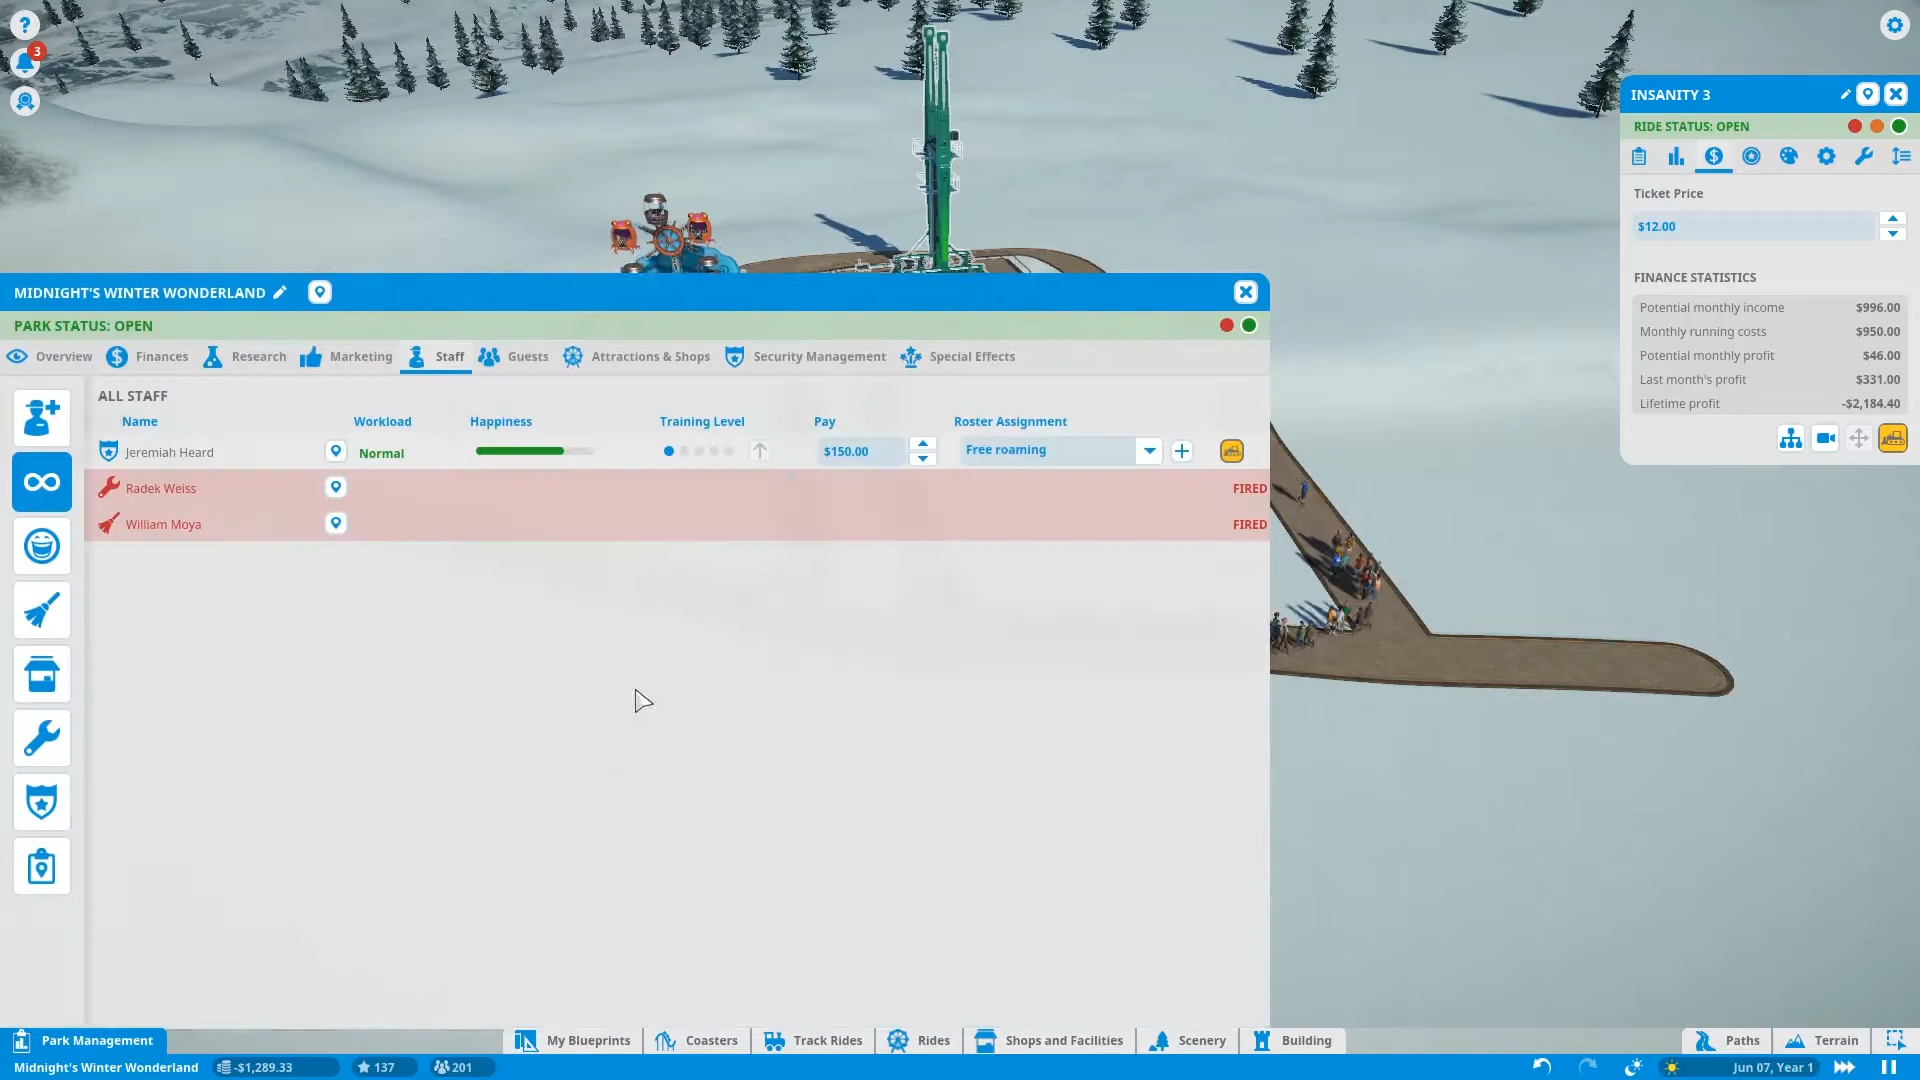 ?
3
INSANITY 3
RIDE STATUS: OPEN
Ticket Price
$12.00
FINANCE STATISTICS
Potential monthly income $996.00
Monthly running costs $950.00
Potential monthly profit $46.00
Last month's profit $331.00
Lifetime profit -$2,184.40
MIDNIGHT'S WINTER WONDERLAND
PARK STATUS: OPEN
Overview Finances Research Marketing Staff Guests Attractions & Shops Security Management Special Effects
ALL STAFF
Name Workload Happiness Training Level Pay Roster Assignment
Jeremiah Heard Normal $150.00 Free roaming
Radek Weiss FIRED
William Moya FIRED
Park Management My Blueprints Coasters Track Rides Rides Shops and Facilities Scenery Building Paths Terrain
Midnight's Winter Wonderland -$1,289.33 137 201 Jun 07, Year 1